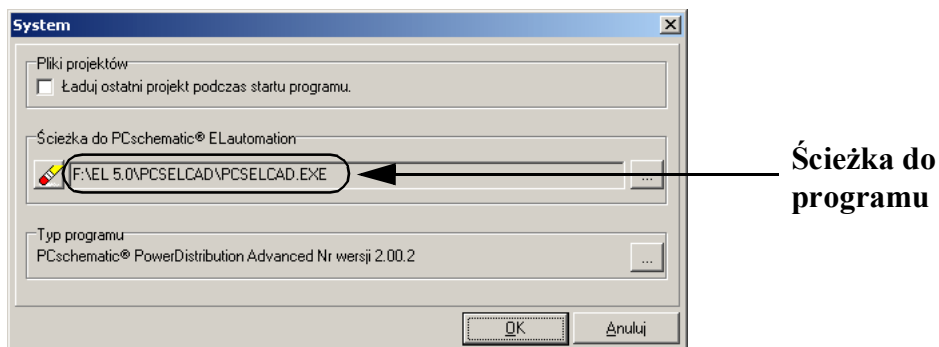 System
Pliki projektów
Ładuj ostatni projekt podczas startu programu.
Ścieżka do PCschematic® ELautomation
F:\EL 5.0\PCSELCAD\PCSELCAD.EXE
...
Ścieżka do
programu
Typ programu
PCschematic® PowerDistribution Advanced Nr wersji 2.00.2
...
OK
Anuluj